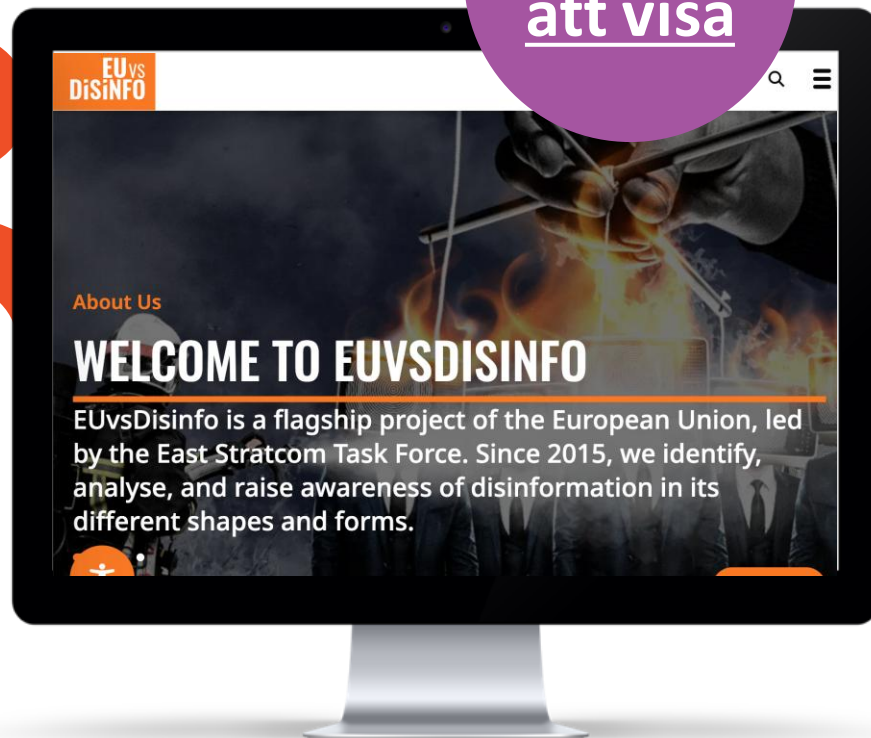 att visa
EUvs
DiSiNFO
About Us
WELCOME TO EUVSDISINFO
EUvsDisinfo is a flagship project of the European Union, led
by the East Stratcom Task Force. Since 2015, we identify,
analyse, and raise awareness of disinformation in its
different shapes and forms.